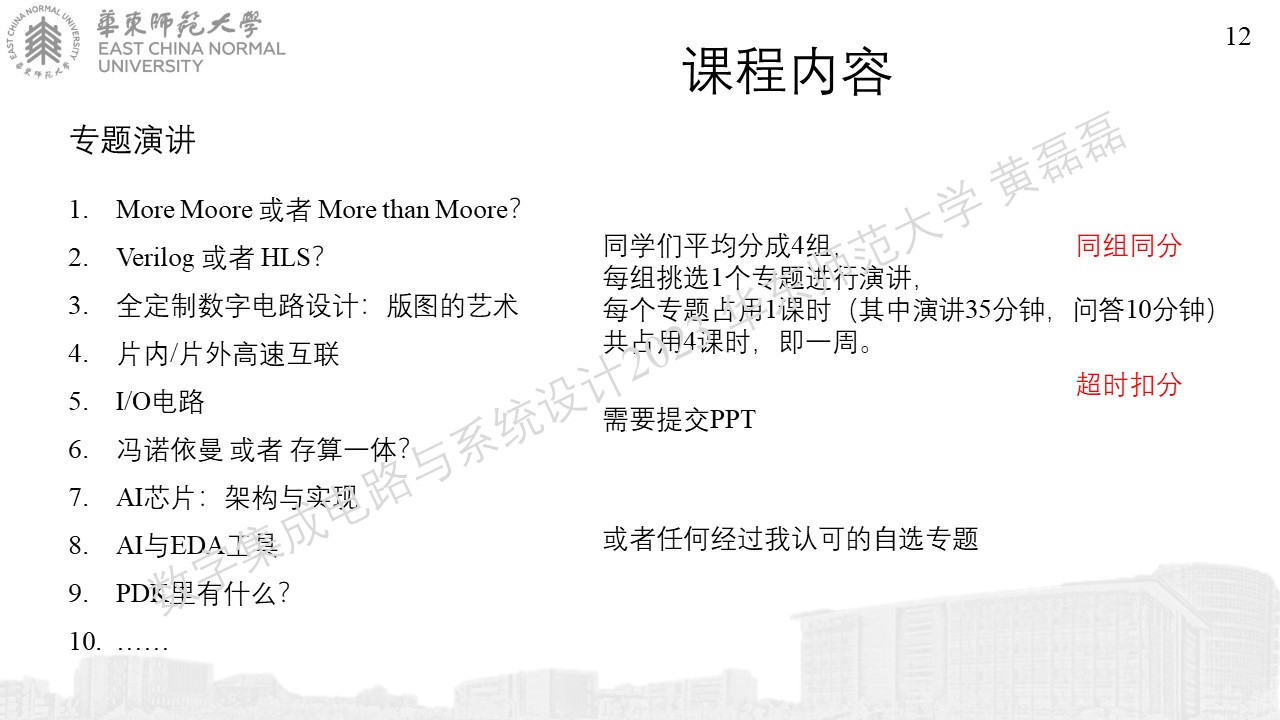 華東師范大學
EAST CHINA NORMAL
UNIVERSITY
EAST CHINA NORMAL UNIVERSITY
華東师范大学
12
课程内容
专题演讲
1. More Moore 或者 More than Moore?
2. Verilog 或者 HLS?
3. 全定制数字电路设计：版图的艺术
4. 片内/片外高速互联
5. I/O电路
6. 冯诺依曼 或者 存算一体?
7. AI芯片：架构与实现
8. AI与EDA工具
9. PDK里有什么?
10. ……
同学们平均分成4组，
同组同分
每组挑选1个专题进行演讲，
每个专题占用1课时（其中演讲35分钟，问答10分钟）
共占用4课时，即一周。
超时扣分
需要提交PPT
或者任何经过我认可的自选专题
数字集成电路与系统设计2023 华东师范大学 黄磊磊